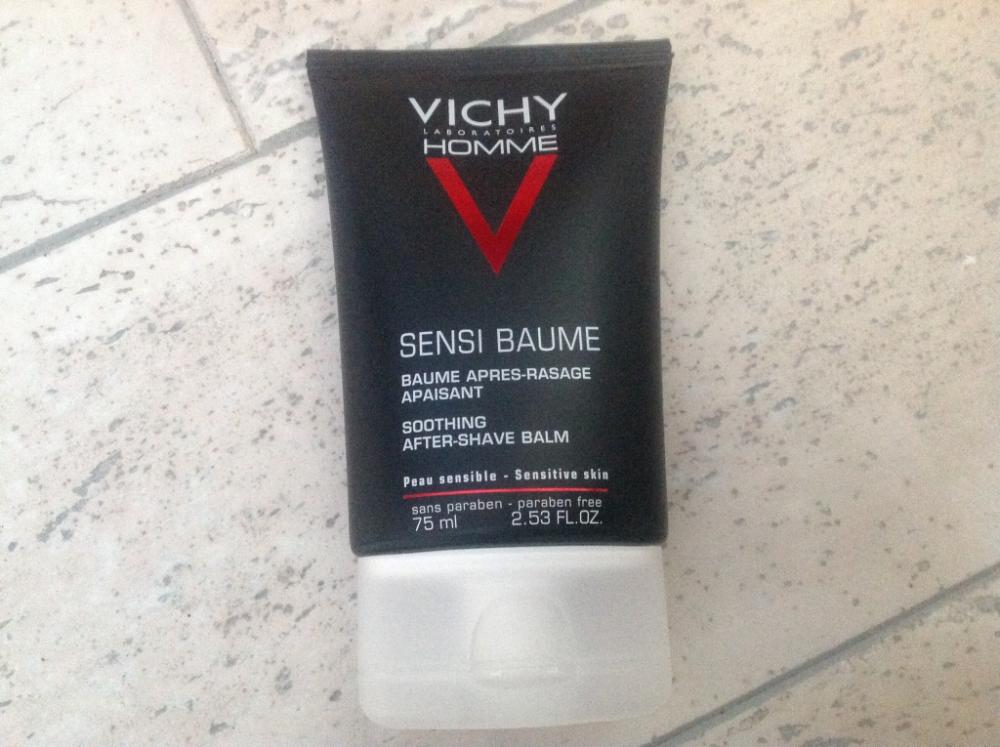 VICHY
LABORATOIRES
HOMME
V
SENSI BAUME
BAUME APRES-RASAGE
APAISANT
SOOTHING
AFTER-SHAVE BALM
Peau sensible - Sensitive skin
sans paraben - paraben free
75 ml 2.53 FL.OZ.